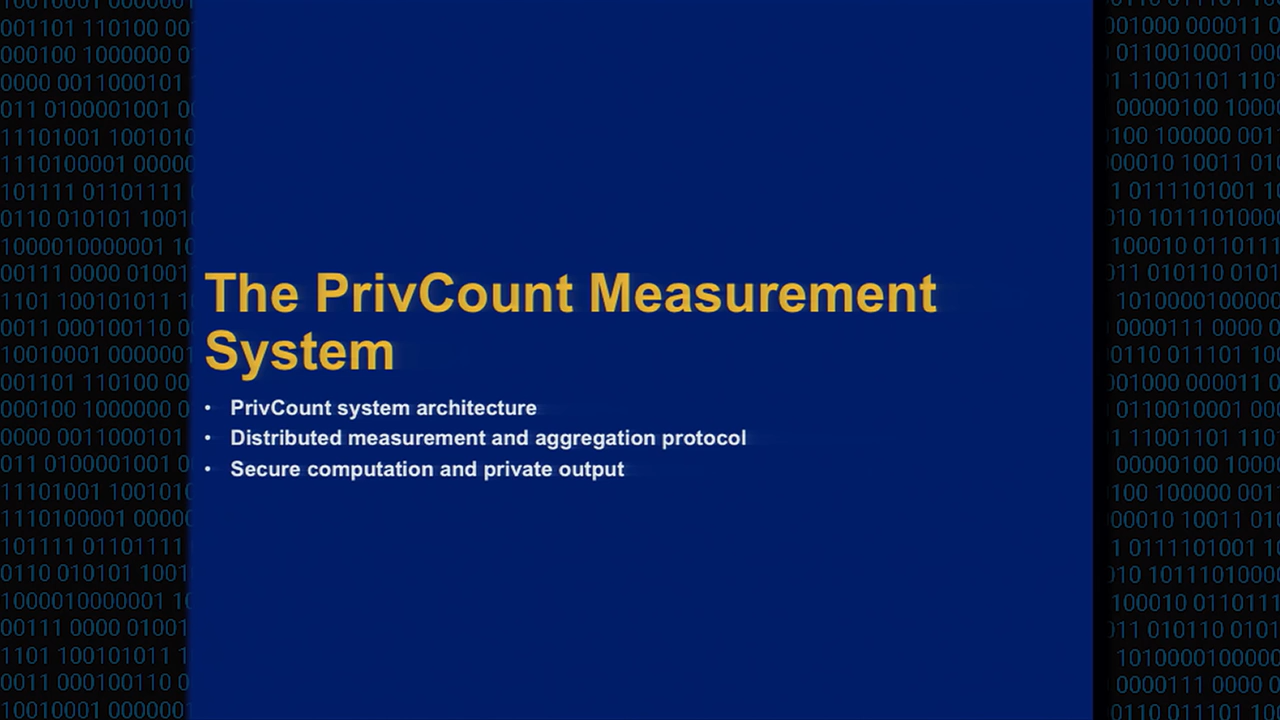 The PrivCount Measurement
System
• PrivCount system architecture
• Distributed measurement and aggregation protocol
• Secure computation and private output